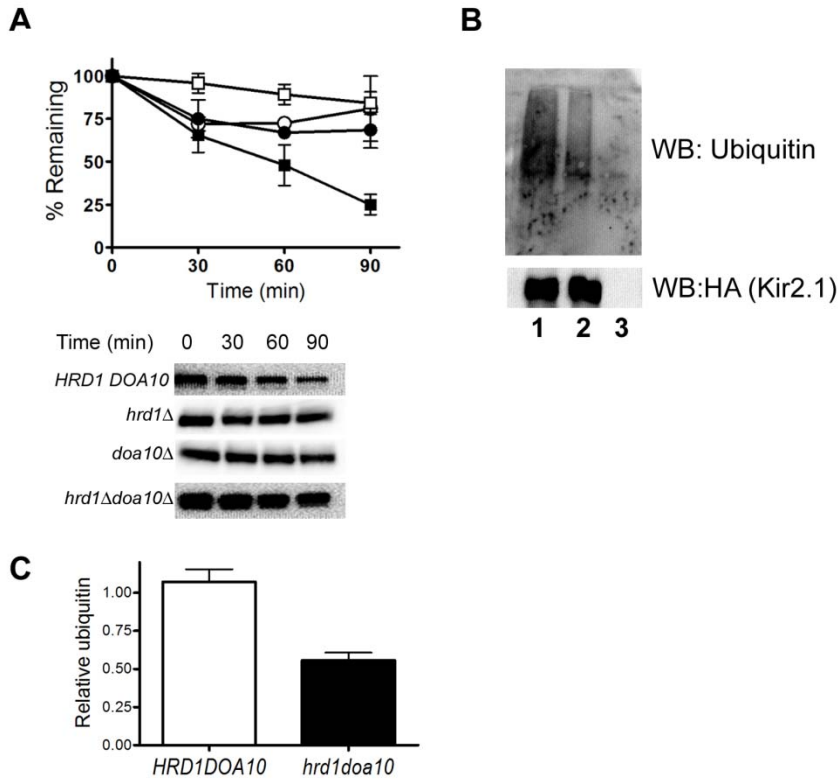 A
% Remaining
100
75
50
25
0
0 30 60 90
Time (min)
Time (min) 0 30 60 90
HRD1 DOA10
hrd1Δ
doa10Δ
hrd1Δdoa10Δ
B
WB: Ubiquitin
WB:HA (Kir2.1)
1 2 3
C
Relative ubiquitin
1.00
0.75
0.50
0.25
0.00
HRD1DOA10 hrd1doa10